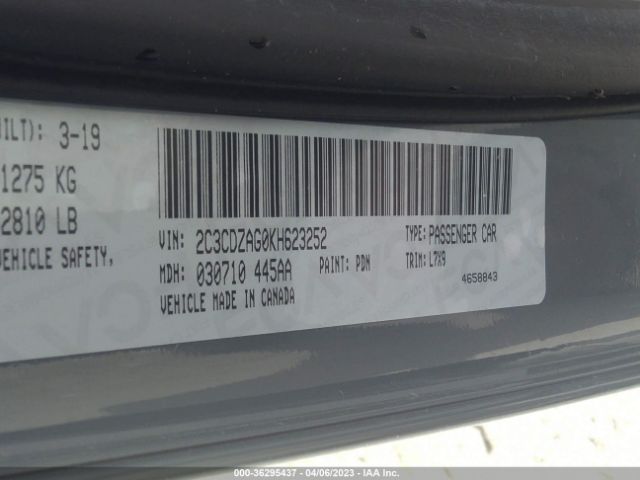 UILT): 3-19
1275 KG
2810 LB
VEHICLE SAFETY,
VIN: 2C3CDZAG0KH623252 TYPE: PASSENGER CAR
MDH: 030710 445AA PAINT: PDN TRIM: L7X9
VEHICLE MADE IN CANADA 4658843
000-36295437 - 04/06/2023 - IAA Inc.